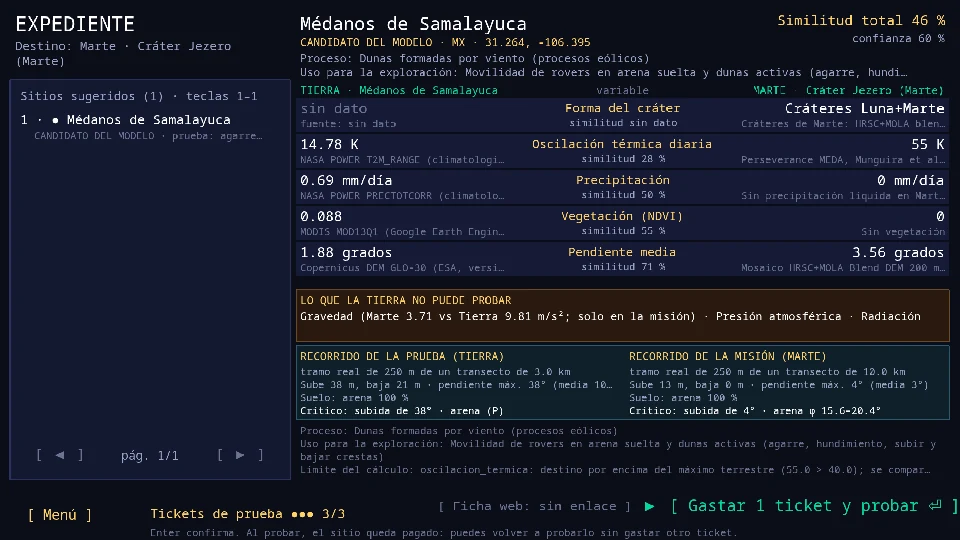 EXPEDIENTE
Destino: Marte · Cráter Jezero
(Marte)
Sitios sugeridos (1) · teclas 1-1
1 · ● Médanos de Samalayuca
CANDIDATO DEL MODELO · prueba: agarre…
[ ◄ ] pág. 1/1 [ ► ]
Médanos de Samalayuca
Similitud total 46 %
CANDIDATO DEL MODELO · MX · 31.264, -106.395
confianza 60 %
Proceso: Dunas formadas por viento (procesos eólicos)
Uso para la exploración: Movilidad de rovers en arena suelta y dunas activas (agarre, hundi…
TIERRA · Médanos de Samalayuca variable MARTE · Cráter Jezero (Marte)
sin dato Forma del cráter Cráteres Luna+Marte
fuente: sin dato similitud sin dato Cráteres de Marte: HRSC+MOLA blen…
14.78 K Oscilación térmica diaria 55 K
NASA POWER T2M_RANGE (climatologi… similitud 28 % Perseverance MEDA, Munguira et al…
0.69 mm/día Precipitación 0 mm/día
NASA POWER PRECTOTCORR (climatolo… similitud 50 % Sin precipitación líquida en Mart…
0.088 Vegetación (NDVI) 0
MODIS MOD13Q1 (Google Earth Engin… similitud 55 % Sin vegetación
1.88 grados Pendiente media 3.56 grados
Copernicus DEM GLO-30 (ESA, versi… similitud 71 % Mosaico HRSC+MOLA Blend DEM 200 m…
LO QUE LA TIERRA NO PUEDE PROBAR
Gravedad (Marte 3.71 vs Tierra 9.81 m/s²; solo en la misión) · Presión atmosférica · Radiación
RECORRIDO DE LA PRUEBA (TIERRA)
tramo real de 250 m de un transecto de 3.0 km
Sube 38 m, baja 21 m · pendiente máx. 38° (media 10…
Suelo: arena 100 %
Crítico: subida de 38° · arena (P)
RECORRIDO DE LA MISIÓN (MARTE)
tramo real de 250 m de un transecto de 12.0 km
Sube 13 m, baja 0 m · pendiente máx. 4° (media 3°)
Suelo: arena 100 %
Crítico: subida de 4° · arena φ 15.6-20.4°
Proceso: Dunas formadas por viento (procesos eólicos)
Uso para la exploración: Movilidad de rovers en arena suelta y dunas activas (agarre, hundimiento, subir y
bajar crestas)
Límite del cálculo: oscilacion_termica: destino por encima del máximo terrestre (55.0 > 40.0); se compar…
[ Menú ]
Tickets de prueba ●●● 3/3
[ Ficha web: sin enlace ]
► [ Gastar 1 ticket y probar ⏎ ]
Enter confirma. Al probar, el sitio queda pagado: puedes volver a probarlo sin gastar otro ticket.